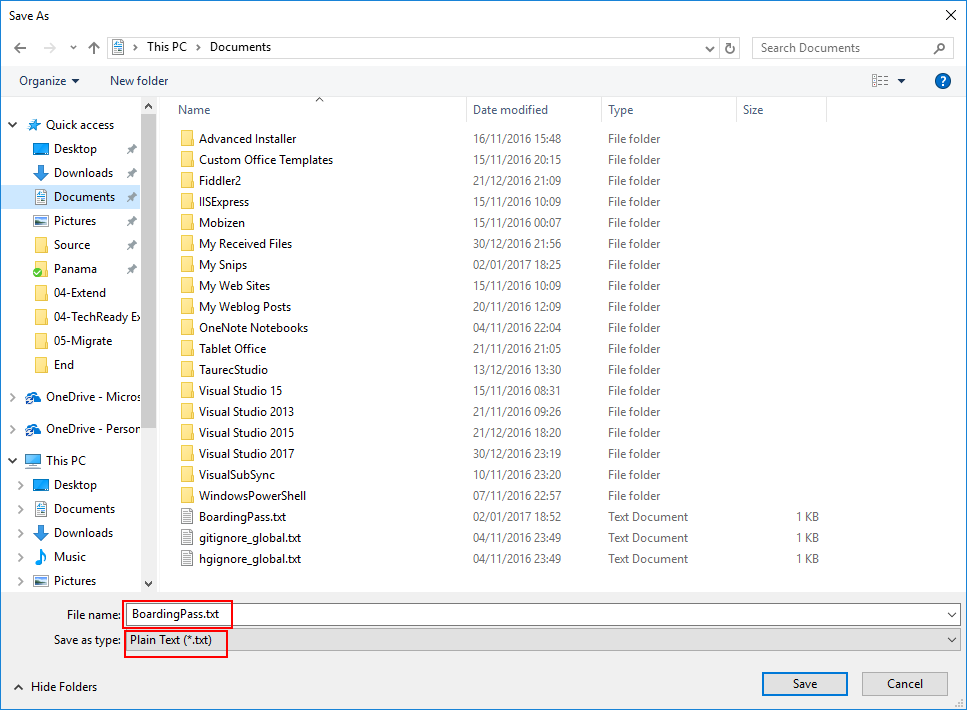 Save As
This PC > Documents
Search Documents
Organize
New folder
?
Name Date modified Type Size
Quick access
Desktop
Downloads
Documents
Pictures
Source
Panama
04-Extend
04-TechReady Ex
05-Migrate
End
OneDrive - Micros
OneDrive - Person
This PC
Desktop
Documents
Downloads
Music
Pictures
Advanced Installer 16/11/2016 15:48 File folder
Custom Office Templates 15/11/2016 20:15 File folder
Fiddler2 21/12/2016 21:09 File folder
IISExpress 15/11/2016 10:09 File folder
Mobizen 15/11/2016 00:07 File folder
My Received Files 30/12/2016 21:56 File folder
My Snips 02/01/2017 18:25 File folder
My Web Sites 15/11/2016 10:09 File folder
My Weblog Posts 20/11/2016 12:09 File folder
OneNote Notebooks 04/11/2016 22:04 File folder
Tablet Office 21/11/2016 21:05 File folder
TaurecStudio 13/12/2016 13:30 File folder
Visual Studio 15 15/11/2016 08:31 File folder
Visual Studio 2013 21/11/2016 09:26 File folder
Visual Studio 2015 21/12/2016 18:20 File folder
Visual Studio 2017 30/12/2016 23:19 File folder
VisualSubSync 10/11/2016 23:20 File folder
WindowsPowerShell 07/11/2016 22:57 File folder
BoardingPass.txt 02/01/2017 18:52 Text Document 1 KB
gitignore_global.txt 04/11/2016 23:49 Text Document 1 KB
hgignore_global.txt 04/11/2016 23:49 Text Document 1 KB
File name: BoardingPass.txt
Save as type: Plain Text (*.txt)
Hide Folders
Save
Cancel